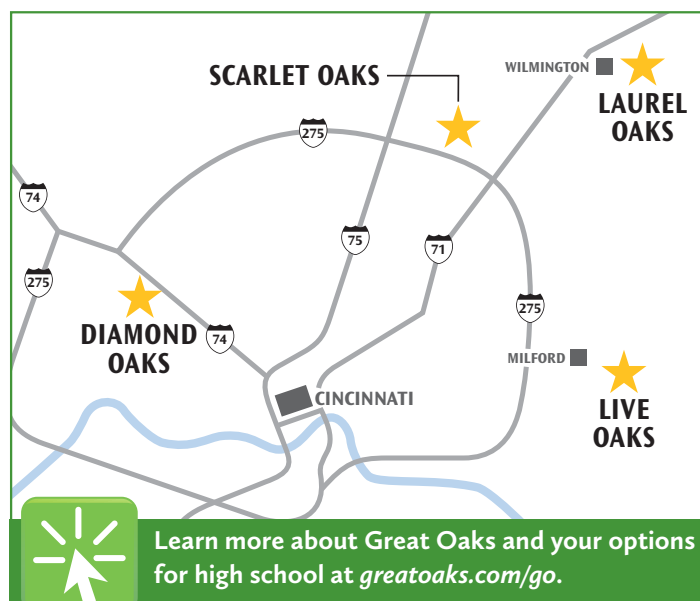 SCARLET OAKS
WILMINGTON
LAUREL
OAKS
275
74
75
71
275
275
DIAMOND
OAKS
74
MILFORD
CINCINNATI
LIVE
OAKS
Learn more about Great Oaks and your options
for high school at greatoaks.com/go.